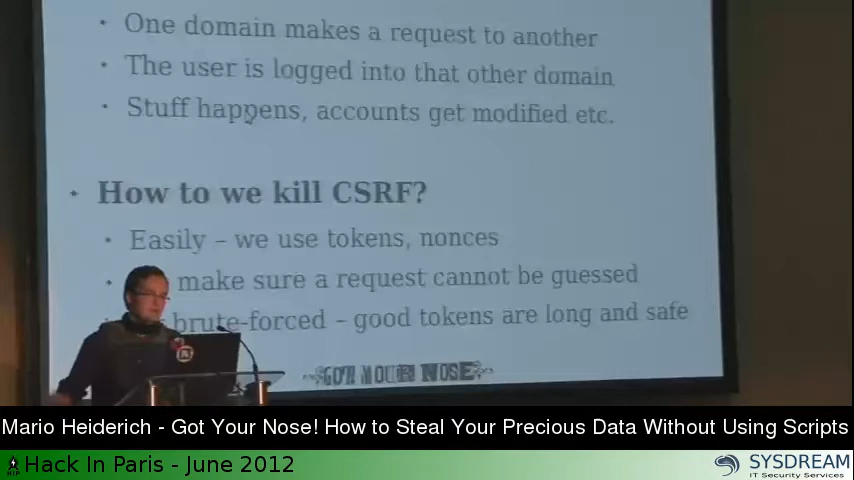 • One domain makes a request to another
• The user is logged into that other domain
• Stuff happens, accounts get modified etc.
• How to we kill CSRF?
• Easily – we use tokens, nonces
• make sure a request cannot be guessed
brute-forced – good tokens are long and safe
GOT YOUR NOSE
Mario Heiderich - Got Your Nose! How to Steal Your Precious Data Without Using Scripts
Hack In Paris - June 2012
SYSDREAM
IT Security Services